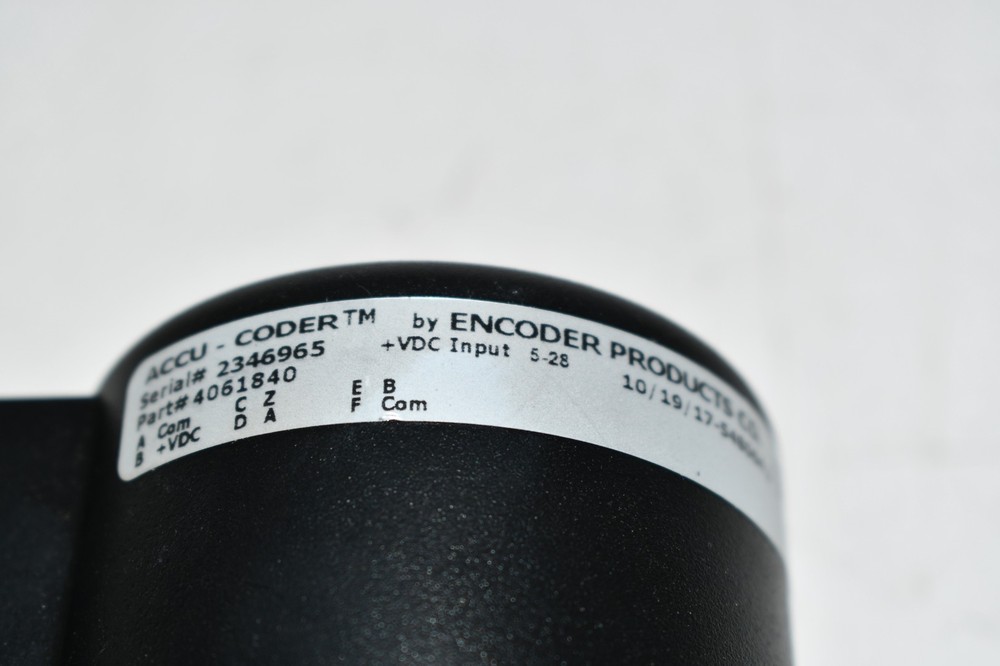 ACCU - CODER™ by ENCODER PRODUCTS CO.
Serial# 2346965 +VDC Input 5-28
Part# 4061840 10/19/17
A Com C Z E B
B +VDC D A F Com